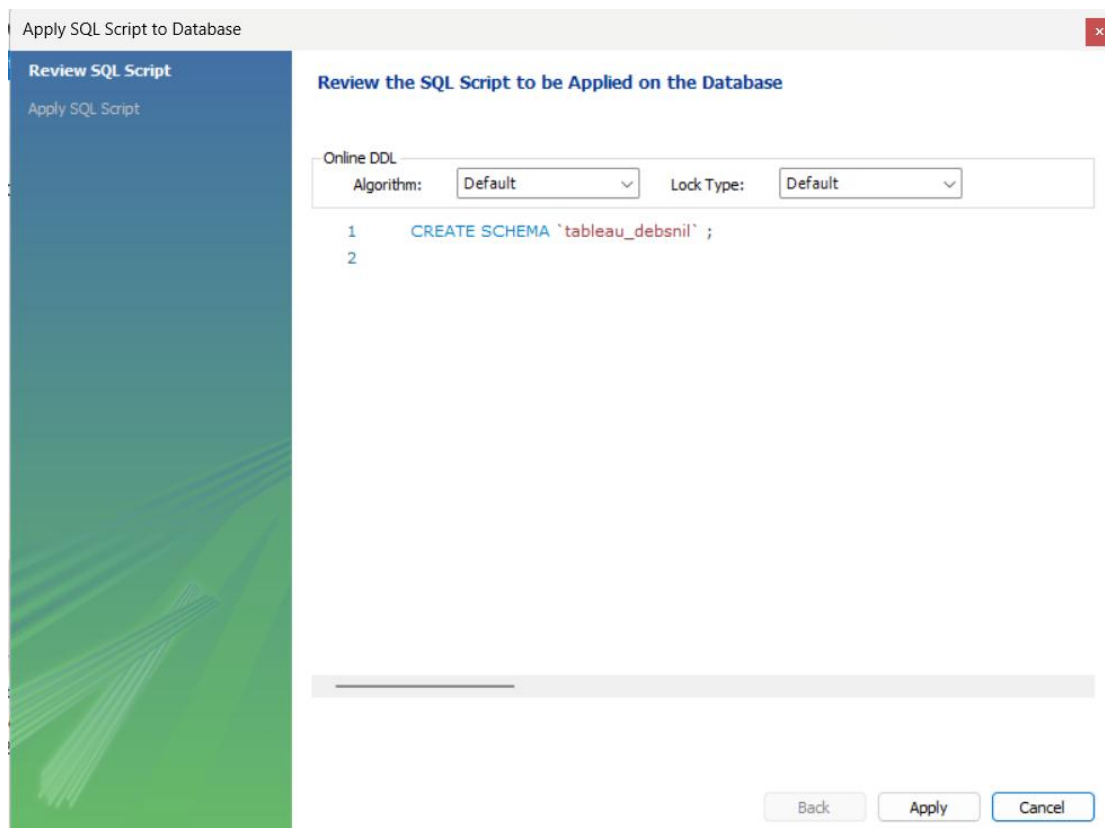 Apply SQL Script to Database
x
Review SQL Script
Apply SQL Script
Review the SQL Script to be Applied on the Database
Online DDL
Algorithm: Default Lock Type: Default
1 CREATE SCHEMA `tableau_debsnil` ;
2
Back Apply Cancel